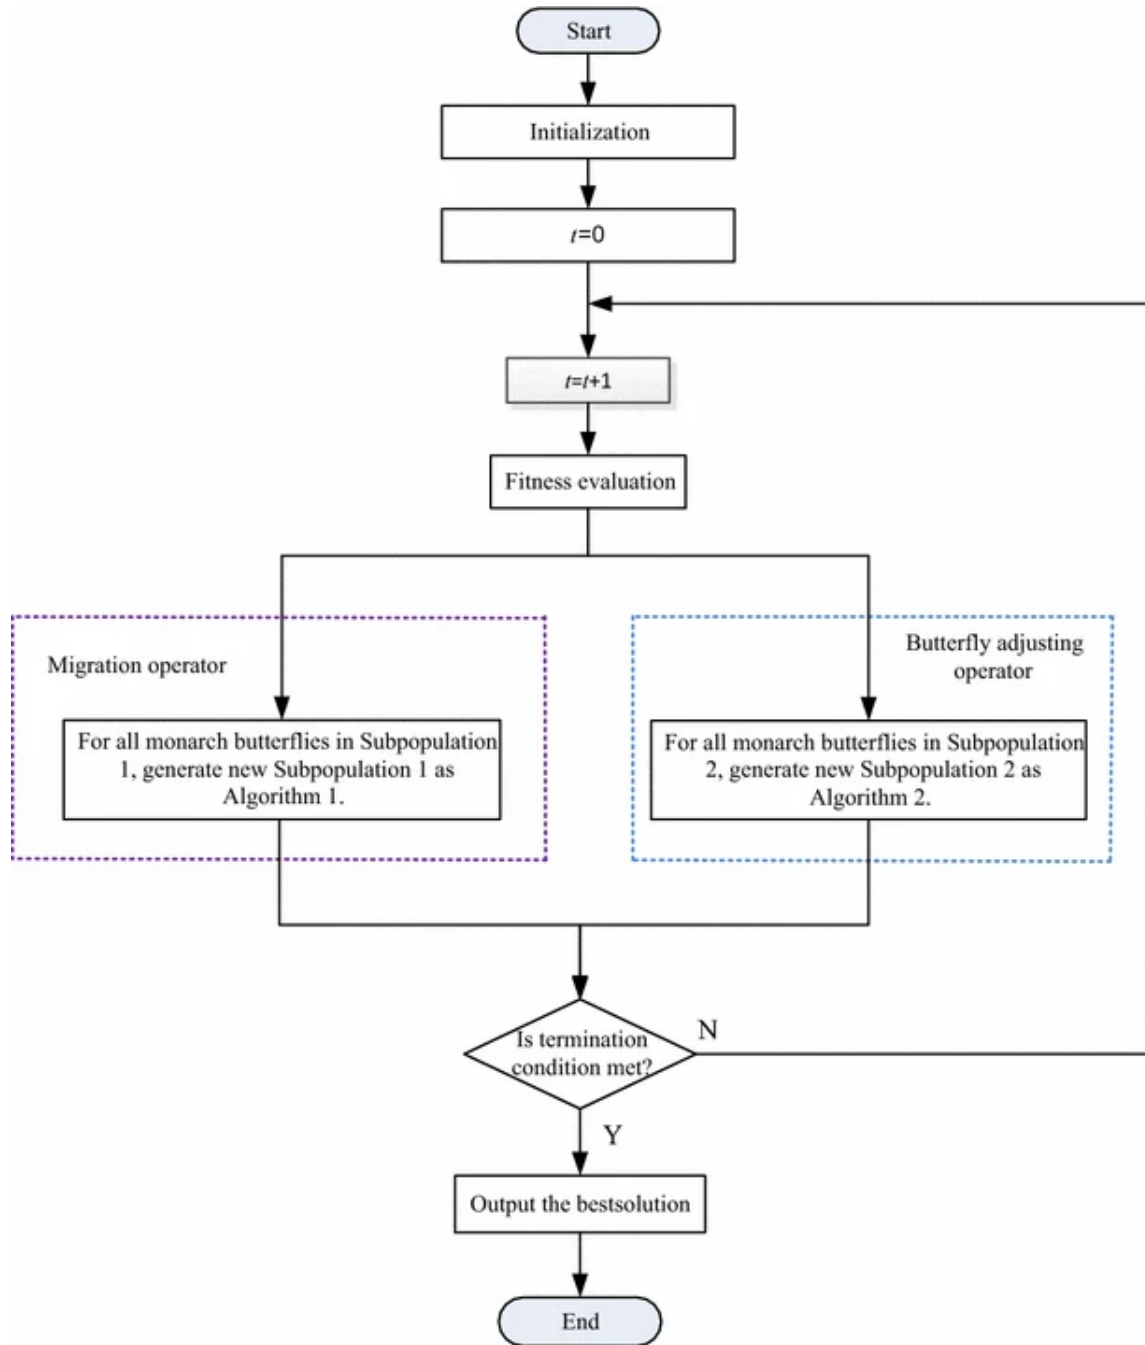 Start
Initialization
t=0
t=t+1
Fitness evaluation
Migration operator
For all monarch butterflies in Subpopulation
1, generate new Subpopulation 1 as
Algorithm 1.
Butterfly adjusting
operator
For all monarch butterflies in Subpopulation
2, generate new Subpopulation 2 as
Algorithm 2.
Is termination
condition met?
N
Y
Output the bestsolution
End